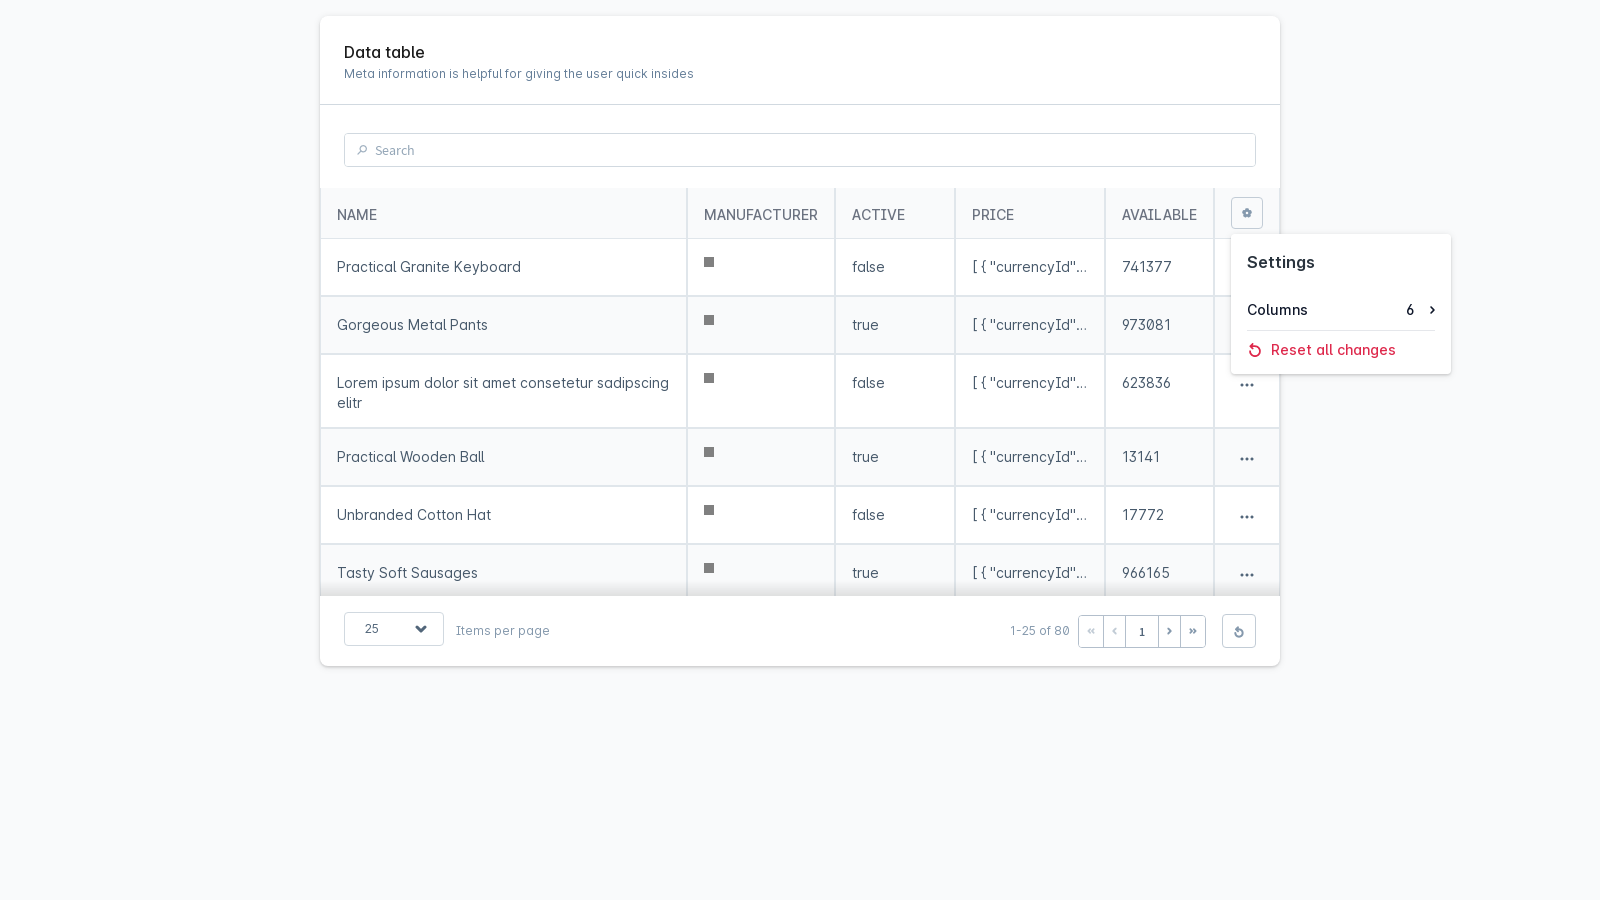 Data table
Meta information is helpful for giving the user quick insides
Search
NAME MANUFACTURER ACTIVE PRICE AVAILABLE
Practical Granite Keyboard false [ { "currencyId"... 741377
Settings
Columns 6
Reset all changes
Gorgeous Metal Pants true [ { "currencyId"... 973081
Lorem ipsum dolor sit amet consetetur sadipscing
elitr
false [ { "currencyId"... 623836
Practical Wooden Ball true [ { "currencyId"... 13141
Unbranded Cotton Hat false [ { "currencyId"... 17772
Tasty Soft Sausages true [ { "currencyId"... 966165
25 Items per page 1-25 of 80 « ‹ 1 › »